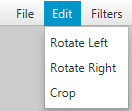 File Edit Filters
Rotate Left
Rotate Right
Crop